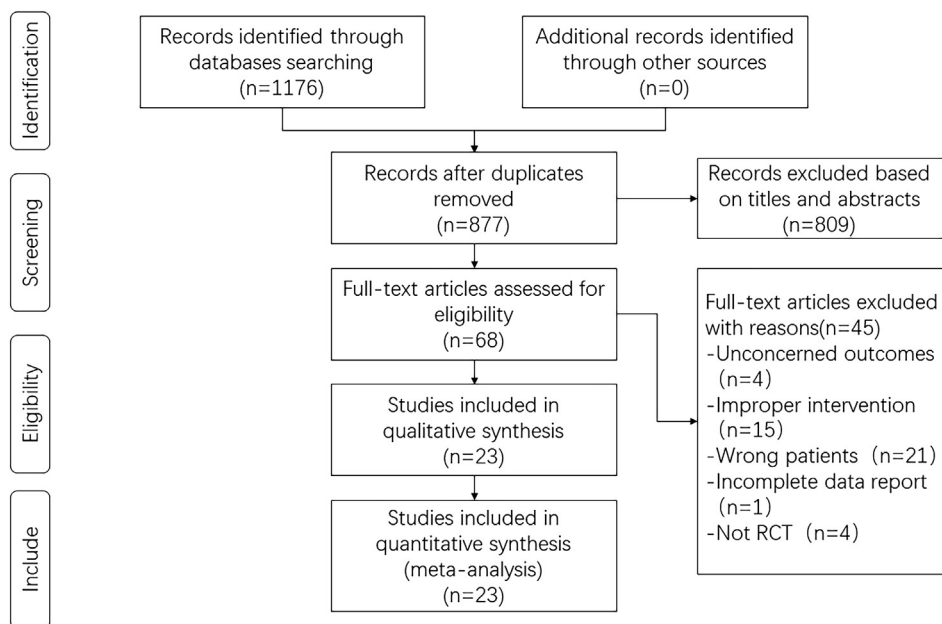 Identification
Records identified through
databases searching
(n=1176)
Additional records identified
through other sources
(n=0)
Screening
Records after duplicates
removed
(n=877)
Records excluded based
on titles and abstracts
(n=809)
Full-text articles assessed for
eligibility
(n=68)
Full-text articles excluded
with reasons(n=45)
-Unconcerned outcomes
（n=4)
-Improper intervention
(n=15)
-Wrong patients（n=21)
-Incomplete data report
(n=1)
-Not RCT（n=4)
Eligibility
Studies included in
qualitative synthesis
(n=23)
Include
Studies included in
quantitative synthesis
(meta-analysis)
(n=23)